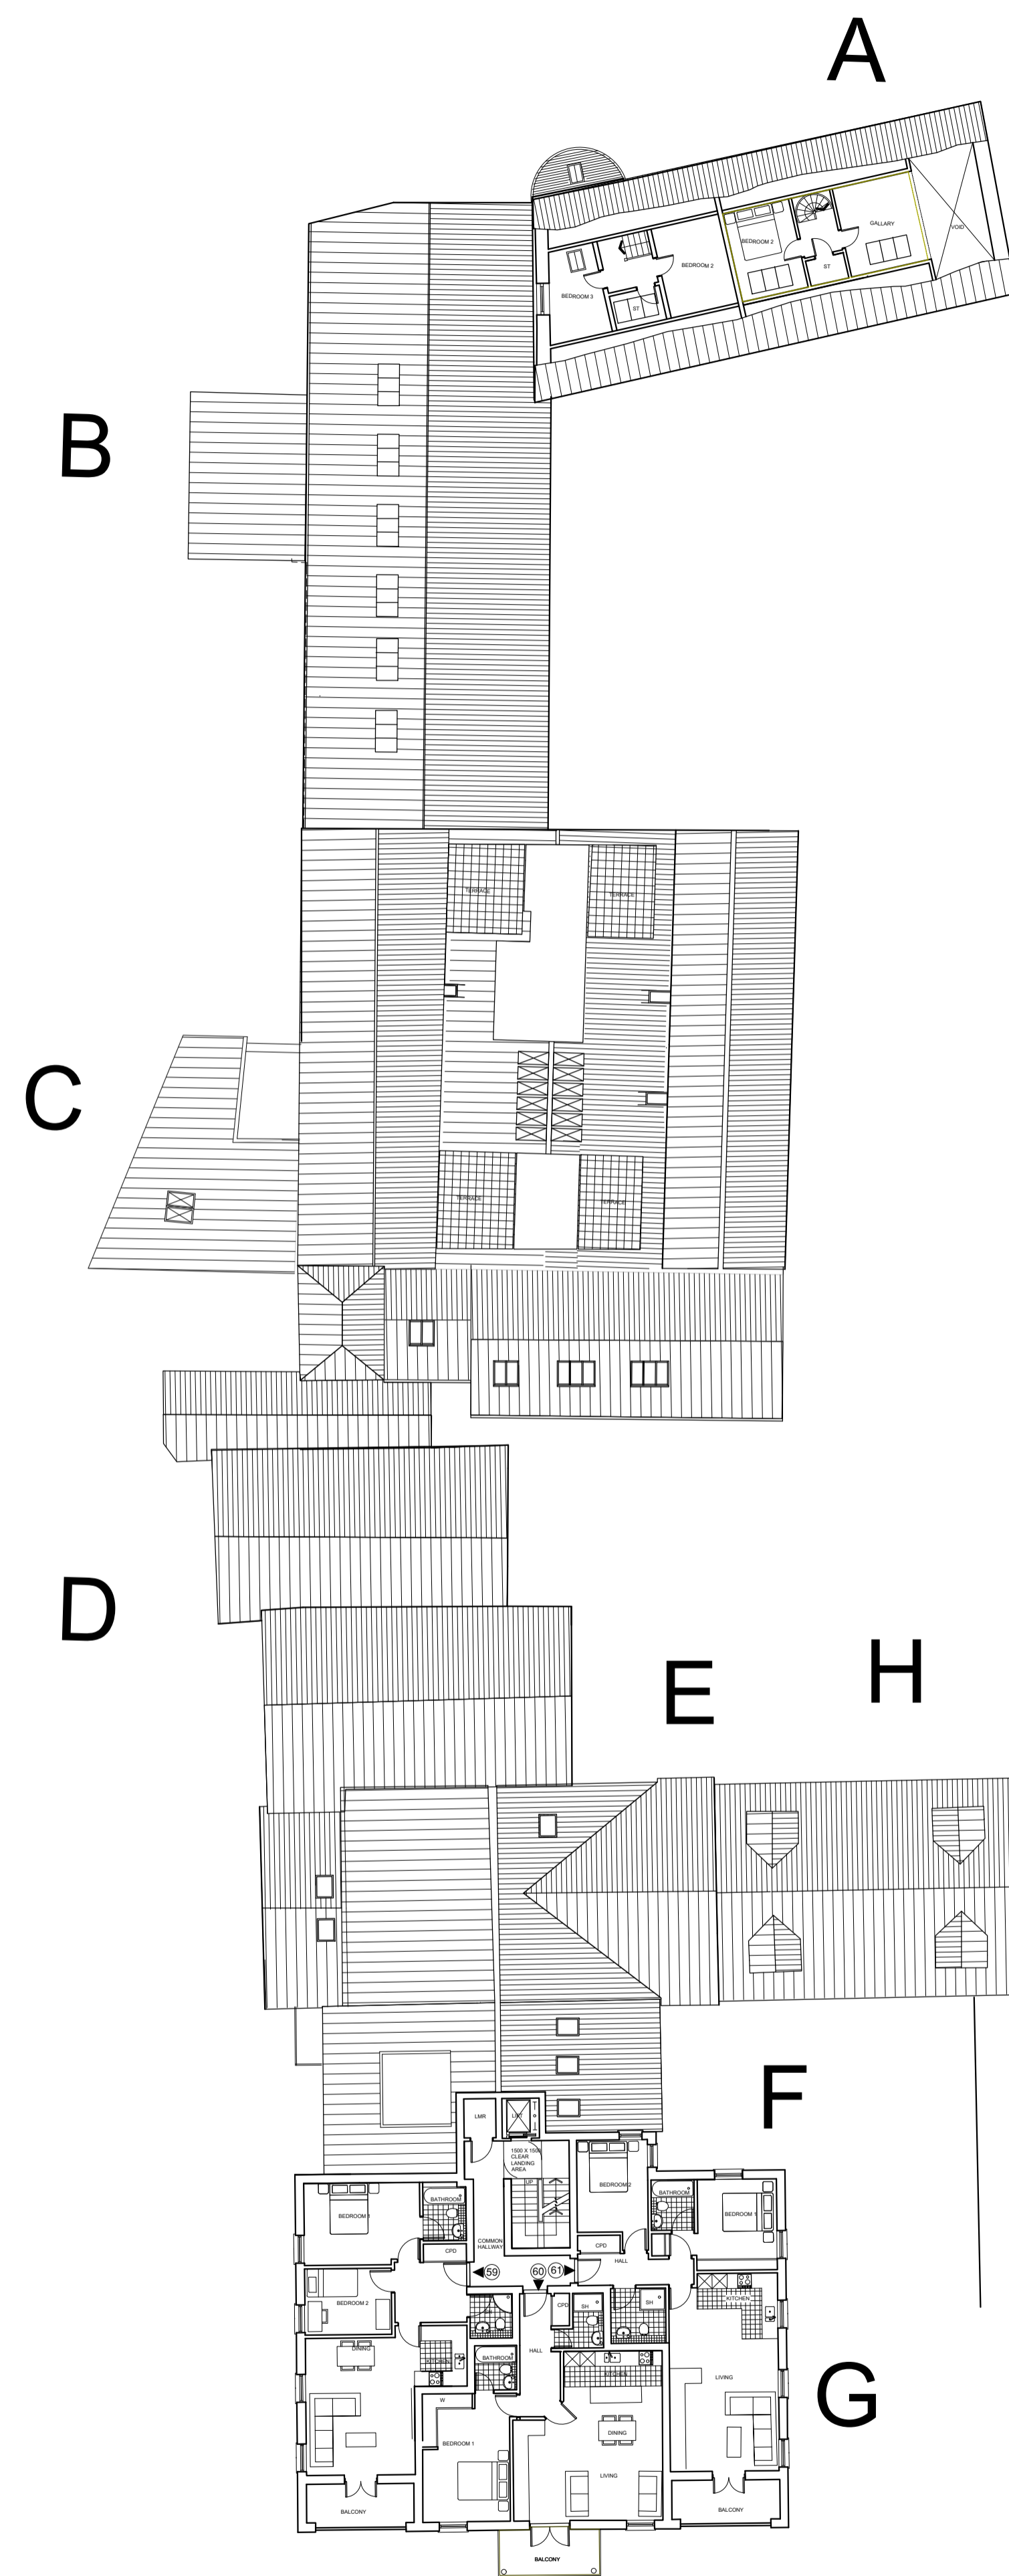 A
GALLARY
VOID
BEDROOM 2
ST
BEDROOM 2
BEDROOM 3
ST
B
TERRACE
TERRACE
C
TERRACE
TERRACE
D
E
H
F
LMR
LIFT
1500 X 1500
CLEAR
LANDING
AREA
UP
BEDROOM 2
BATHROOM
BEDROOM 1
BATHROOM
BEDROOM 1
COMMON
HALLWAY
CPD
CPD
HALL
59
60
61
BEDROOM 2
KITCHEN
CPD
SH
SH
DINING
KITCHEN
HALL
BATHROOM
KITCHEN
LIVING
G
W
BEDROOM 1
DINING
LIVING
BALCONY
BALCONY
BALCONY